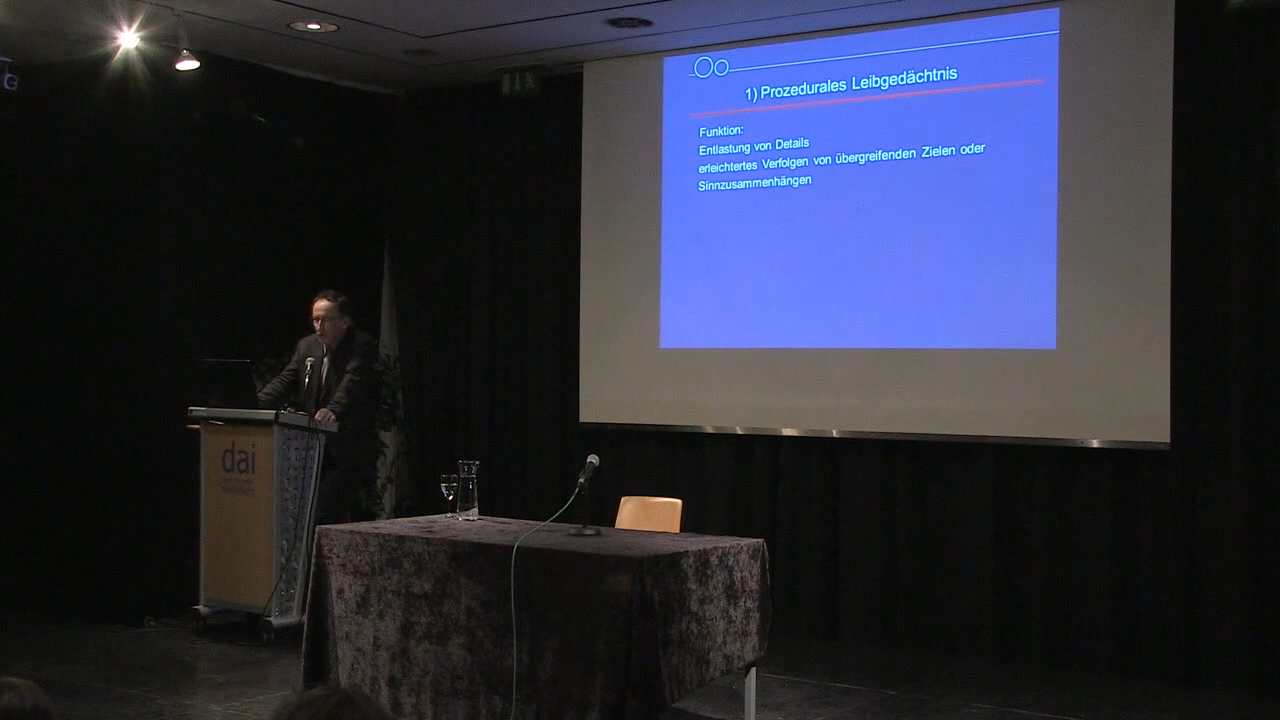 1) Prozedurales Leibgedächtnis
Funktion:
Entlastung von Details
erleichtertes Verfolgen von übergreifenden Zielen oder
Sinnzusammenhängen
dai